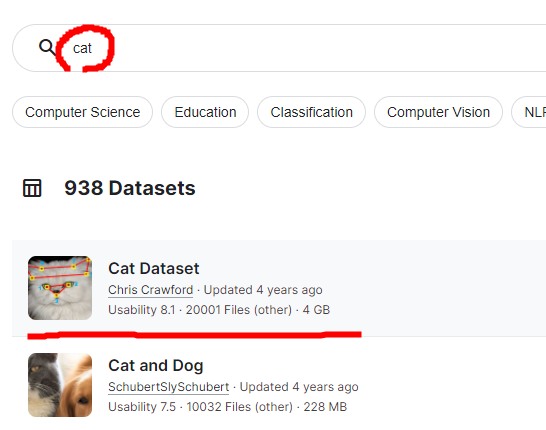 cat
Computer Science Education Classification Computer Vision NLP
938 Datasets
Cat Dataset
Chris Crawford · Updated 4 years ago
Usability 8.1 · 20001 Files (other) · 4 GB
Cat and Dog
SchubertSlySchubert · Updated 4 years ago
Usability 7.5 · 10032 Files (other) · 228 MB